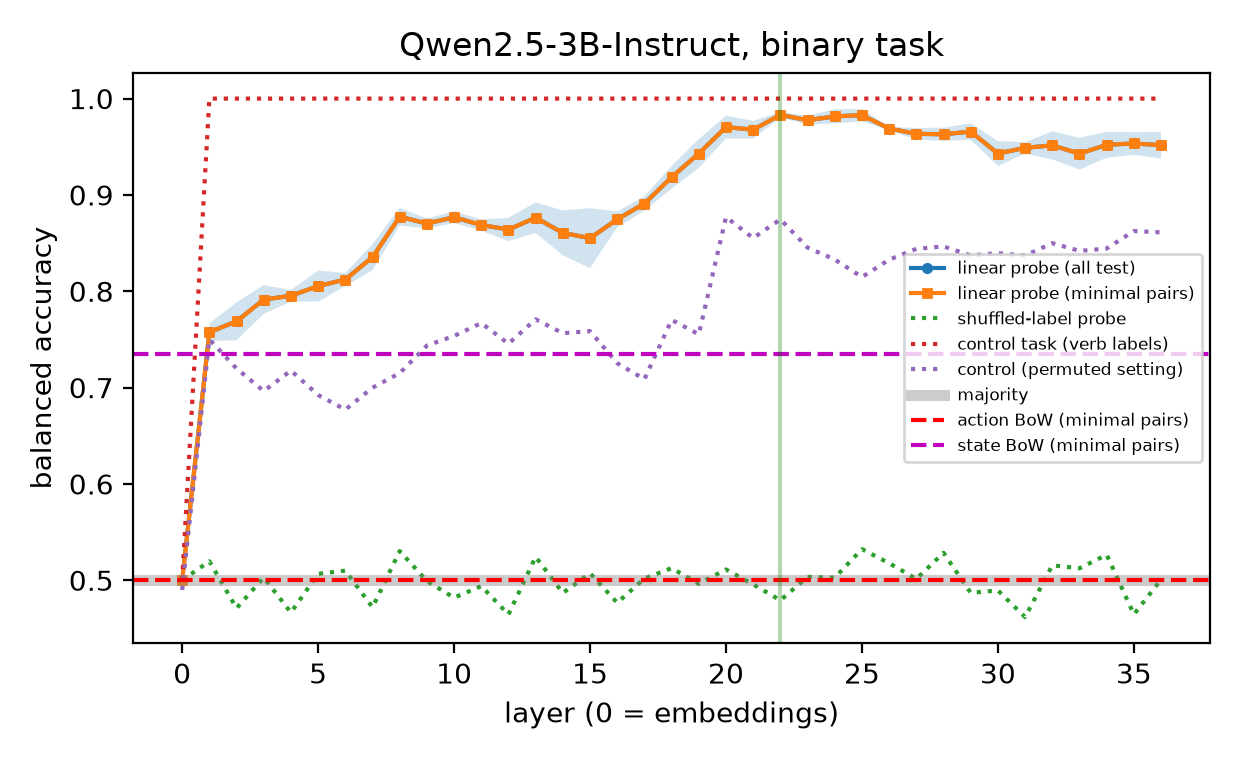 Qwen2.5-3B-Instruct, binary task
1.0
0.9
0.8
0.7
0.6
0.5
balanced accuracy
linear probe (all test)
linear probe (minimal pairs)
shuffled-label probe
control task (verb labels)
control (permuted setting)
majority
action BoW (minimal pairs)
state BoW (minimal pairs)
0 5 10 15 20 25 30 35
layer (0 = embeddings)